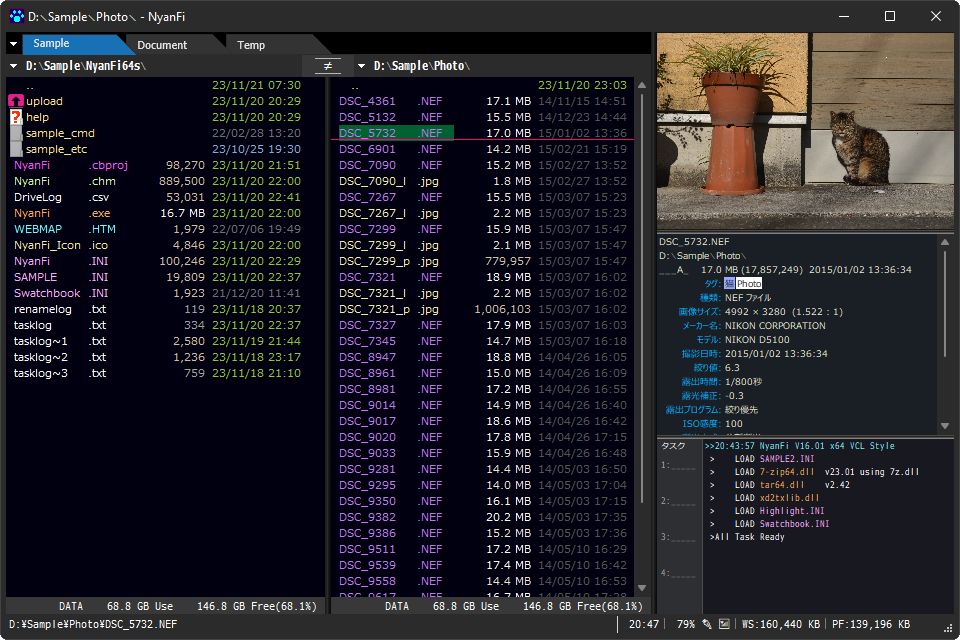 D:\Sample\Photo\ - NyanFi
Sample Document Temp
D:\Sample\NyanFi64s\
..  23/11/21 07:30
upload 23/11/20 20:29
help 23/11/20 20:29
sample_cmd 22/02/28 13:20
sample_etc 23/10/25 19:30
NyanFi .cbproj 98,270 23/11/20 21:51
NyanFi .chm 889,500 23/11/20 22:00
DriveLog .csv 53,031 23/11/20 22:41
NyanFi .exe 16.7 MB 23/11/20 22:00
WEBMAP .HTM 1,979 22/07/06 19:49
NyanFi_Icon .ico 4,846 23/11/20 22:00
NyanFi .INI 100,246 23/11/20 22:29
SAMPLE .INI 19,809 23/11/20 22:37
Swatchbook .INI 1,923 21/12/20 11:41
renamelog .txt 119 23/11/18 20:37
tasklog .txt 334 23/11/20 22:37
tasklog~1 .txt 2,580 23/11/19 21:44
tasklog~2 .txt 1,236 23/11/18 23:17
tasklog~3 .txt 759 23/11/18 21:10
DATA 68.8 GB Use 146.8 GB Free(68.1%)
≠
D:\Sample\Photo\
..  23/11/20 23:03
DSC_4361 .NEF 17.1 MB 14/11/15 14:51
DSC_5132 .NEF 15.5 MB 14/12/23 14:44
DSC_5732 .NEF 17.0 MB 15/01/02 13:36
DSC_6901 .NEF 14.2 MB 15/02/21 15:19
DSC_7090 .NEF 15.2 MB 15/02/27 13:52
DSC_7090_l .jpg 1.8 MB 15/02/27 13:52
DSC_7267 .NEF 15.5 MB 15/03/07 15:23
DSC_7267_l .jpg 2.2 MB 15/03/07 15:23
DSC_7299 .NEF 15.9 MB 15/03/07 15:47
DSC_7299_l .jpg 2.1 MB 15/03/07 15:47
DSC_7299_p .jpg 779,957 15/03/07 15:47
DSC_7321 .NEF 18.9 MB 15/03/07 16:02
DSC_7321_l .jpg 2.2 MB 15/03/07 16:02
DSC_7321_p .jpg 1,006,103 15/03/07 16:02
DSC_7327 .NEF 17.9 MB 15/03/07 16:03
DSC_7345 .NEF 14.7 MB 15/03/07 16:18
DSC_8947 .NEF 18.8 MB 14/04/26 16:05
DSC_8961 .NEF 15.0 MB 14/04/26 16:09
DSC_8981 .NEF 17.2 MB 14/04/26 16:55
DSC_9014 .NEF 14.9 MB 14/04/26 16:40
DSC_9017 .NEF 18.6 MB 14/04/26 16:42
DSC_9020 .NEF 17.8 MB 14/04/26 17:15
DSC_9033 .NEF 15.9 MB 14/04/26 16:48
DSC_9281 .NEF 14.4 MB 14/05/03 16:50
DSC_9295 .NEF 14.0 MB 14/05/03 17:04
DSC_9350 .NEF 16.1 MB 14/05/03 17:15
DSC_9382 .NEF 20.2 MB 14/05/03 17:35
DSC_9386 .NEF 15.2 MB 14/05/03 17:36
DSC_9511 .NEF 17.2 MB 14/05/10 16:29
DSC_9539 .NEF 17.4 MB 14/05/10 16:42
DSC_9558 .NEF 14.4 MB 14/05/10 16:53
DSC_9617 .NEF 16.7 MB
DATA 68.8 GB Use 146.8 GB Free(68.1%)
DSC_5732.NEF
D:\Sample\Photo\
___A_ 17.0 MB (17,857,249) 2015/01/02 13:36:34
タグ: 猫 Photo
種類: NEF ファイル
画像サイズ: 4992 × 3280 (1.522 : 1)
メーカー名: NIKON CORPORATION
モデル: NIKON D5100
撮影日時: 2015/01/02 13:36:34
絞り値: 6.3
露出時間: 1/800秒
露光補正: -0.3
露出プログラム: 絞り優先
ISO感度: 100
タスク
1:____
2:____
3:____
4:____
>>20:43:57 NyanFi V16.01 x64 VCL Style
> LOAD SAMPLE2.INI
> LOAD 7-zip64.dll v23.01 using 7z.dll
> LOAD tar64.dll v2.42
> LOAD xd2txlib.dll
> LOAD Highlight.INI
> LOAD Swatchbook.INI
>All Task Ready
D:¥Sample¥Photo¥DSC_5732.NEF
20:47 79% WS:160,440 KB PF:139,196 KB